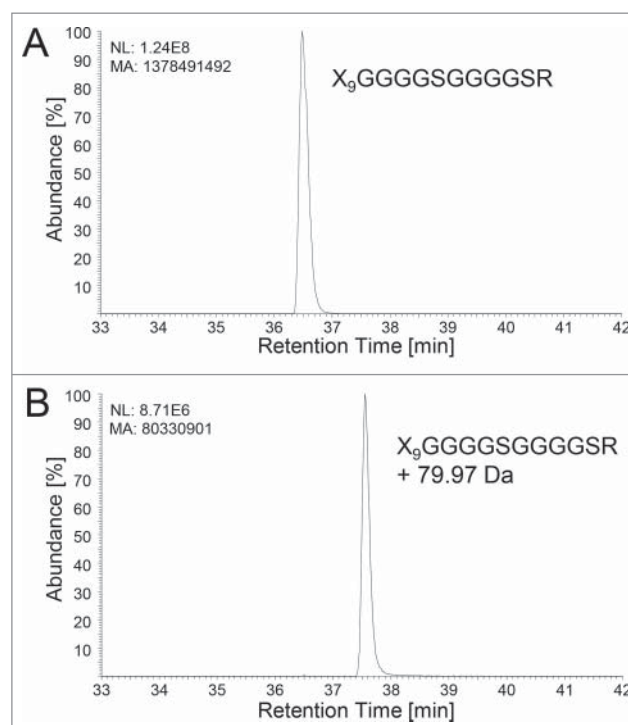 A
NL: 1.24E8
MA: 1378491492
X₉GGGGSGGGGSR
Abundance [%]
100
90
80
70
60
50
40
30
20
10
33 34 35 36 37 38 39 40 41 42
Retention Time [min]
B
NL: 8.71E6
MA: 80330901
X₉GGGGSGGGGSR
+ 79.97 Da
Abundance [%]
100
90
80
70
60
50
40
30
20
10
33 34 35 36 37 38 39 40 41 42
Retention Time [min]